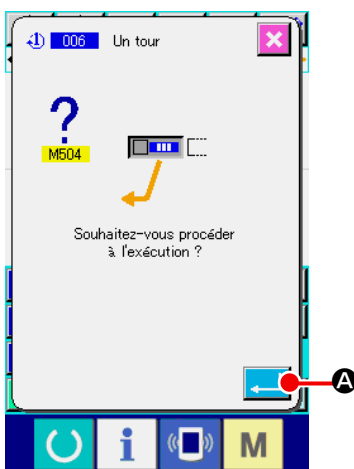 006 Un tour
M504
Souhaitez-vous procéder
à l'exécution ?
A
i
M